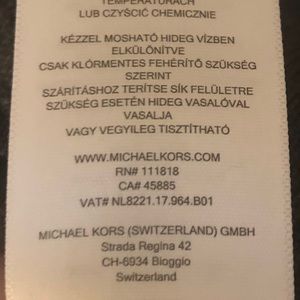 TEMPERATURACH
LUB CZYŚCIĆ CHEMICZNIE
KÉZZEL MOSHATÓ HIDEG VÍZBEN
ELKÜLÖNÍTVE
CSAK KLÓRMENTES FEHÉRÍTŐ SZÜKSÉG
SZERINT
SZÁRÍTÁSHOZ TERÍTSE SÍK FELÜLETRE
SZÜKSÉG ESETÉN HIDEG VASALÓVAL
VASALJA
VAGY VEGYILEG TISZTÍTHATÓ
WWW.MICHAELKORS.COM
RN# 111818
CA# 45885
VAT# NL8221.17.964.B01
MICHAEL KORS (SWITZERLAND) GMBH
Strada Regina 42
CH-6934 Bioggio
Switzerland